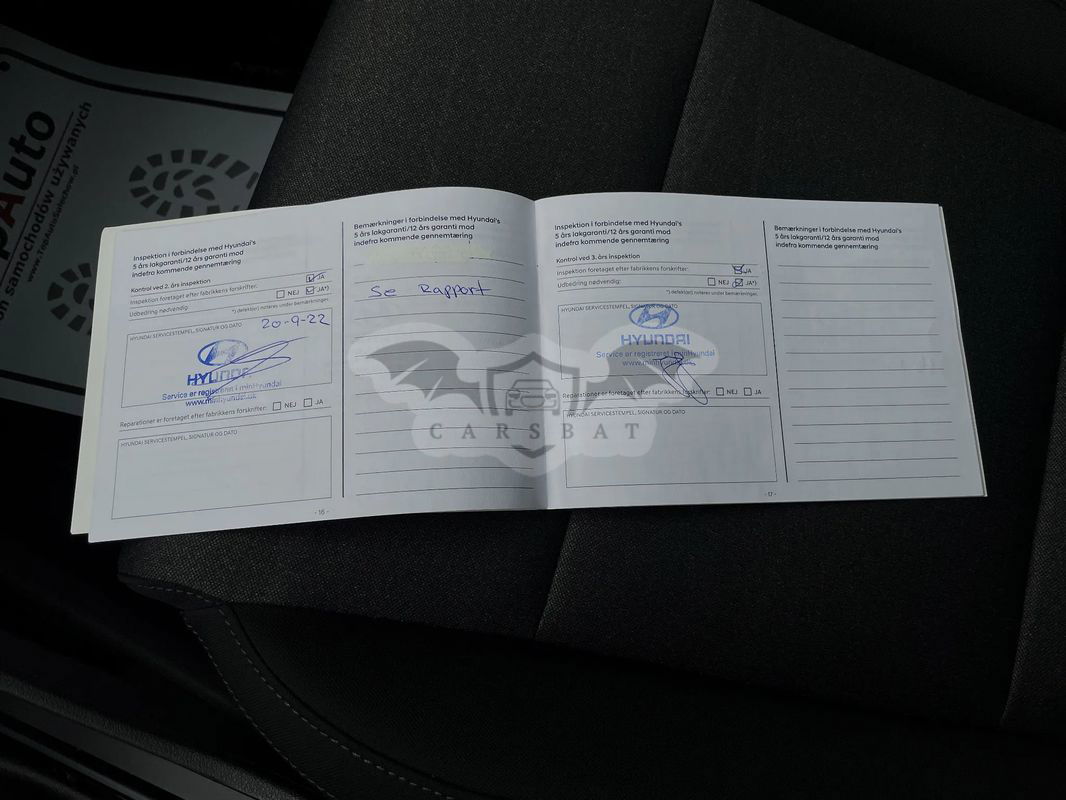 pAuto
on samochodów używanych
www.TopAutoSulechow.pl
Inspektion i forbindelse med Hyundai's
5 års lakgaranti/12 års garanti mod
indefra kommende gennemtæring
Kontrol ved 2. års inspektion
Inspektion foretaget efter fabrikkens forskrifter: JA
Udbedring nødvendig: NEJ JA*)
*) defekt(er) noteres under bemærkninger.
HYUNDAI SERVICESTEMPEL, SIGNATUR OG DATO
20-9-22
HYUNDAI
Service er registreret i minHyundai
www.minhyundai.dk
Reparationer er foretaget efter fabrikkens forskrifter: NEJ JA
HYUNDAI SERVICESTEMPEL, SIGNATUR OG DATO
- 16 -
Bemærkninger i forbindelse med Hyundai's
5 års lakgaranti/12 års garanti mod
indefra kommende gennemtæring
Se Rapport
Inspektion i forbindelse med Hyundai's
5 års lakgaranti/12 års garanti mod
indefra kommende gennemtæring
Kontrol ved 3. års inspektion
Inspektion foretaget efter fabrikkens forskrifter: JA
Udbedring nødvendig: NEJ JA*)
*) defekt(er) noteres under bemærkninger.
HYUNDAI SERVICESTEMPEL, SIGNATUR OG DATO
HYUNDAI
Service er registreret i minHyundai
Reparationer er foretaget efter fabrikkens forskrifter: NEJ JA
HYUNDAI SERVICESTEMPEL, SIGNATUR OG DATO
- 17 -
Bemærkninger i forbindelse med Hyundai's
5 års lakgaranti/12 års garanti mod
indefra kommende gennemtæring
CARSBAT